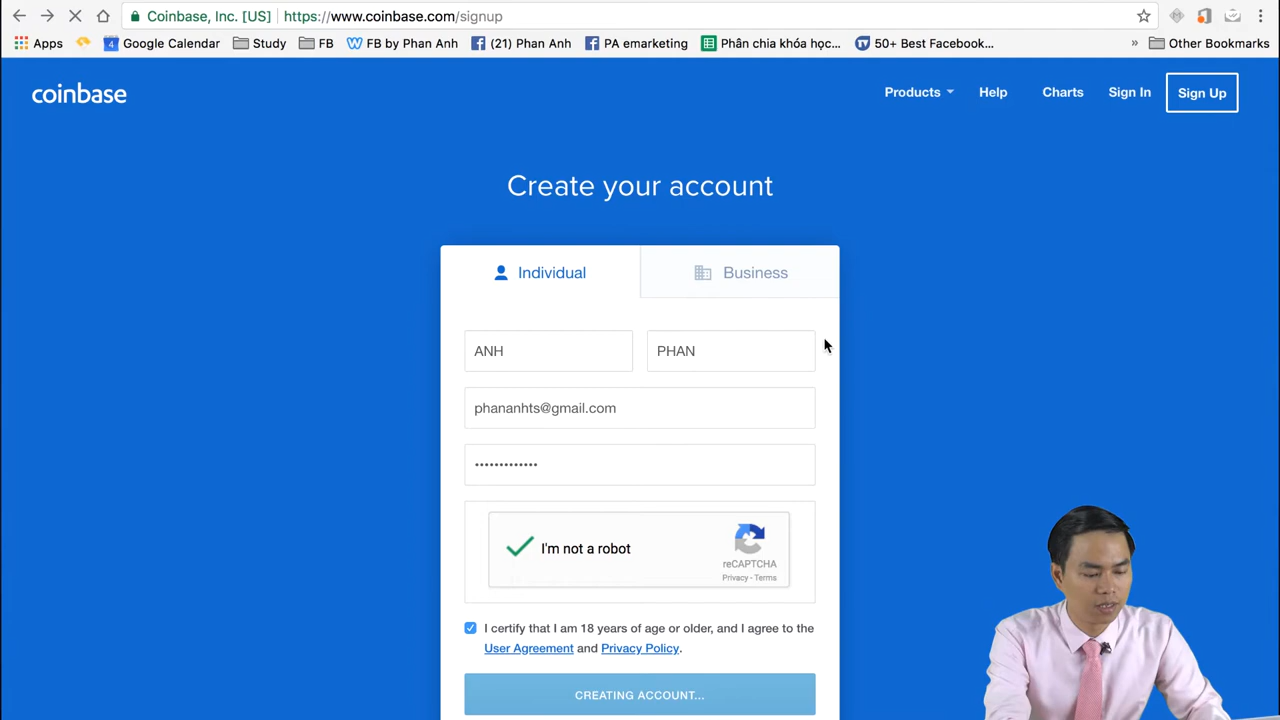 Coinbase, Inc. [US] https://www.coinbase.com/signup
Apps 4 Google Calendar Study FB FB by Phan Anh (21) Phan Anh PA emarketing Phân chia khóa học... TV 50+ Best Facebook... » Other Bookmarks
coinbase Products Help Charts Sign In Sign Up
Create your account
Individual Business
ANH PHAN
phananhts@gmail.com
•••••••••••••
I'm not a robot
reCAPTCHA
Privacy - Terms
I certify that I am 18 years of age or older, and I agree to the
User Agreement and Privacy Policy.
CREATING ACCOUNT...